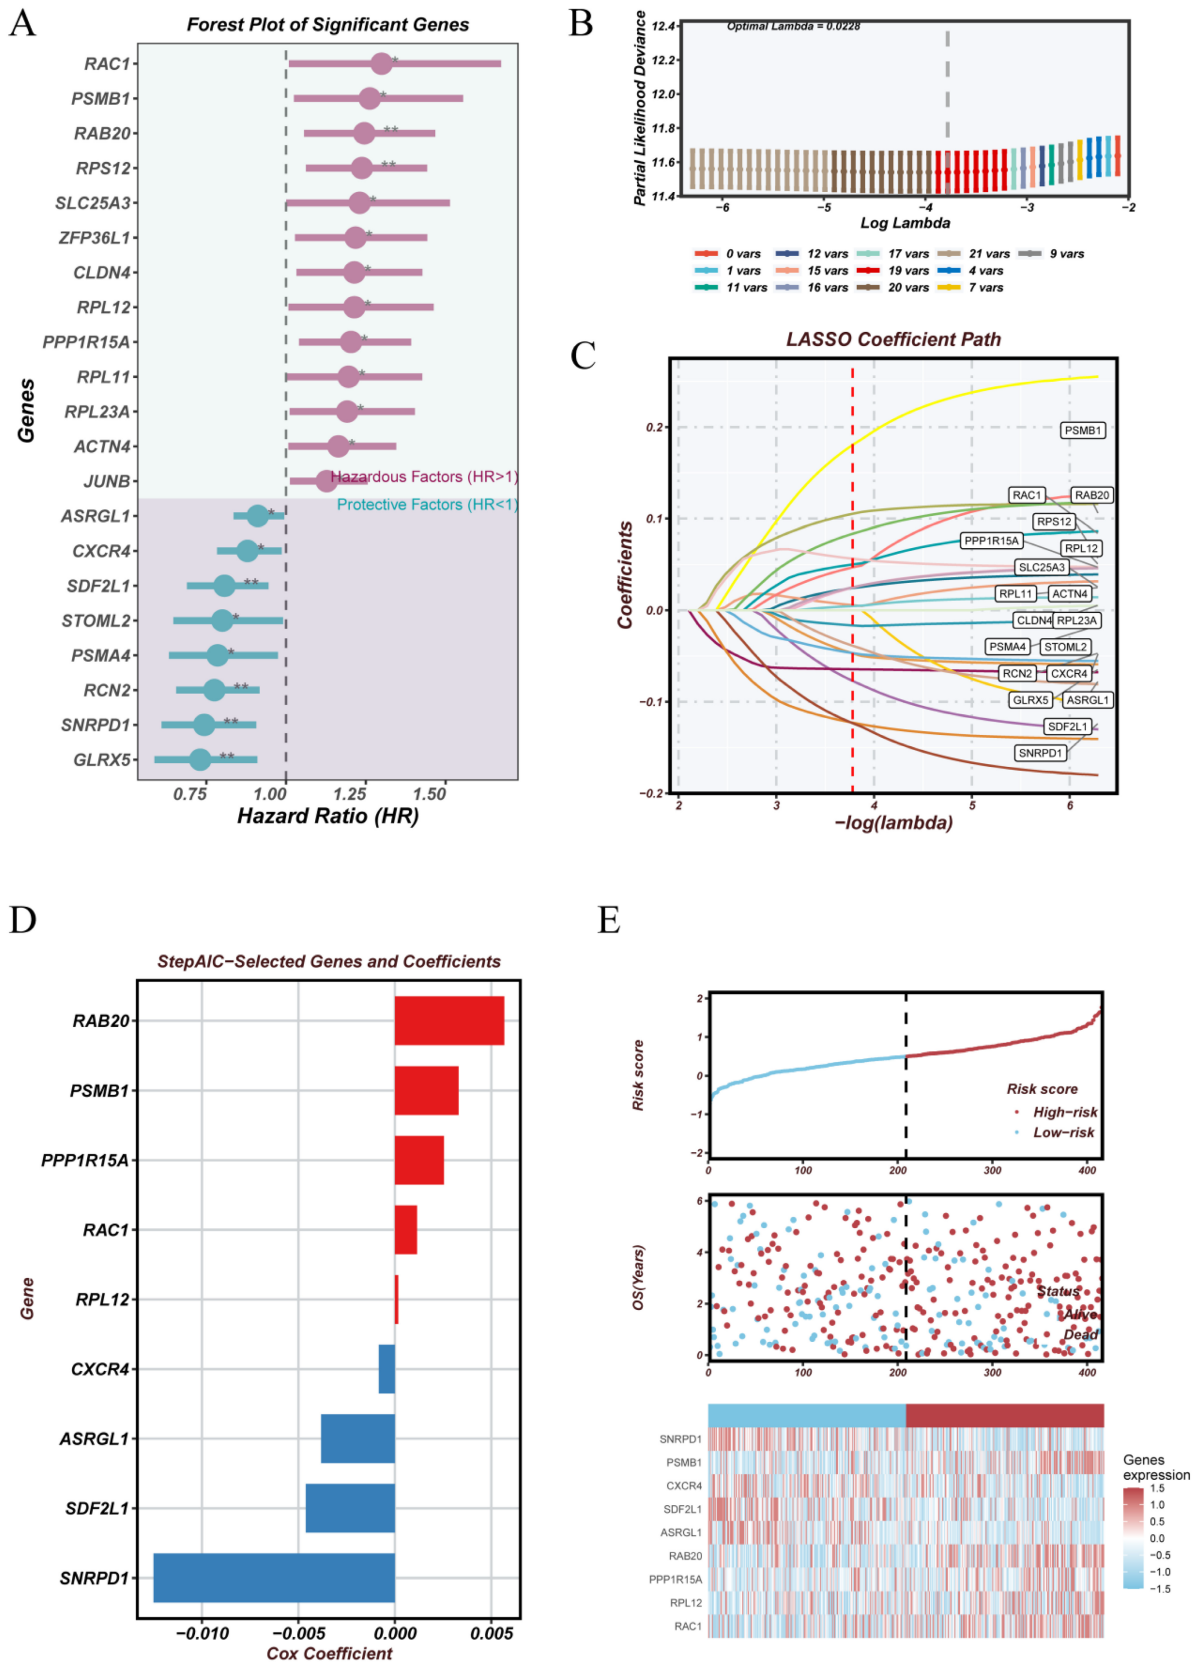 A
Forest Plot of Significant Genes
Genes
RAC1
*
PSMB1
*
RAB20
**
RPS12
**
SLC25A3
*
ZFP36L1
*
CLDN4
*
RPL12
*
PPP1R15A
*
RPL11
*
RPL23A
*
ACTN4
*
JUNB
Hazardous Factors (HR>1)
Protective Factors (HR<1)
ASRGL1
*
CXCR4
*
SDF2L1
**
STOML2
*
PSMA4
*
RCN2
**
SNRPD1
**
GLRX5
**
0.75 1.00 1.25 1.50
Hazard Ratio (HR)
B
Partial Likelihood Deviance
Optimal Lambda = 0.0228
12.4
12.2
12.0
11.8
11.6
11.4
−6 −5 −4 −3 −2
Log Lambda
0 vars 12 vars 17 vars 21 vars 9 vars
1 vars 15 vars 19 vars 4 vars
11 vars 16 vars 20 vars 7 vars
C
LASSO Coefficient Path
Coefficients
0.2
0.1
0.0
−0.1
−0.2
PSMB1
RAC1 RAB20
RPS12
PPP1R15A
RPL12
SLC25A3
RPL11 ACTN4
CLDN4 RPL23A
PSMA4 STOML2
RCN2 CXCR4
GLRX5 ASRGL1
SDF2L1
SNRPD1
2 3 4 5 6
−log(lambda)
D
StepAIC−Selected Genes and Coefficients
Gene
RAB20
PSMB1
PPP1R15A
RAC1
RPL12
CXCR4
ASRGL1
SDF2L1
SNRPD1
−0.010 −0.005 0.000 0.005
Cox Coefficient
E
Risk score
2
1
0
−1
−2
Risk score
High−risk
Low−risk
0 100 200 300 400
OS(Years)
6
4
2
0
Status
Alive
Dead
0 100 200 300 400
SNRPD1
PSMB1
CXCR4
SDF2L1
ASRGL1
RAB20
PPP1R15A
RPL12
RAC1
Genes
expression
1.5
1.0
0.5
0.0
−0.5
−1.0
−1.5